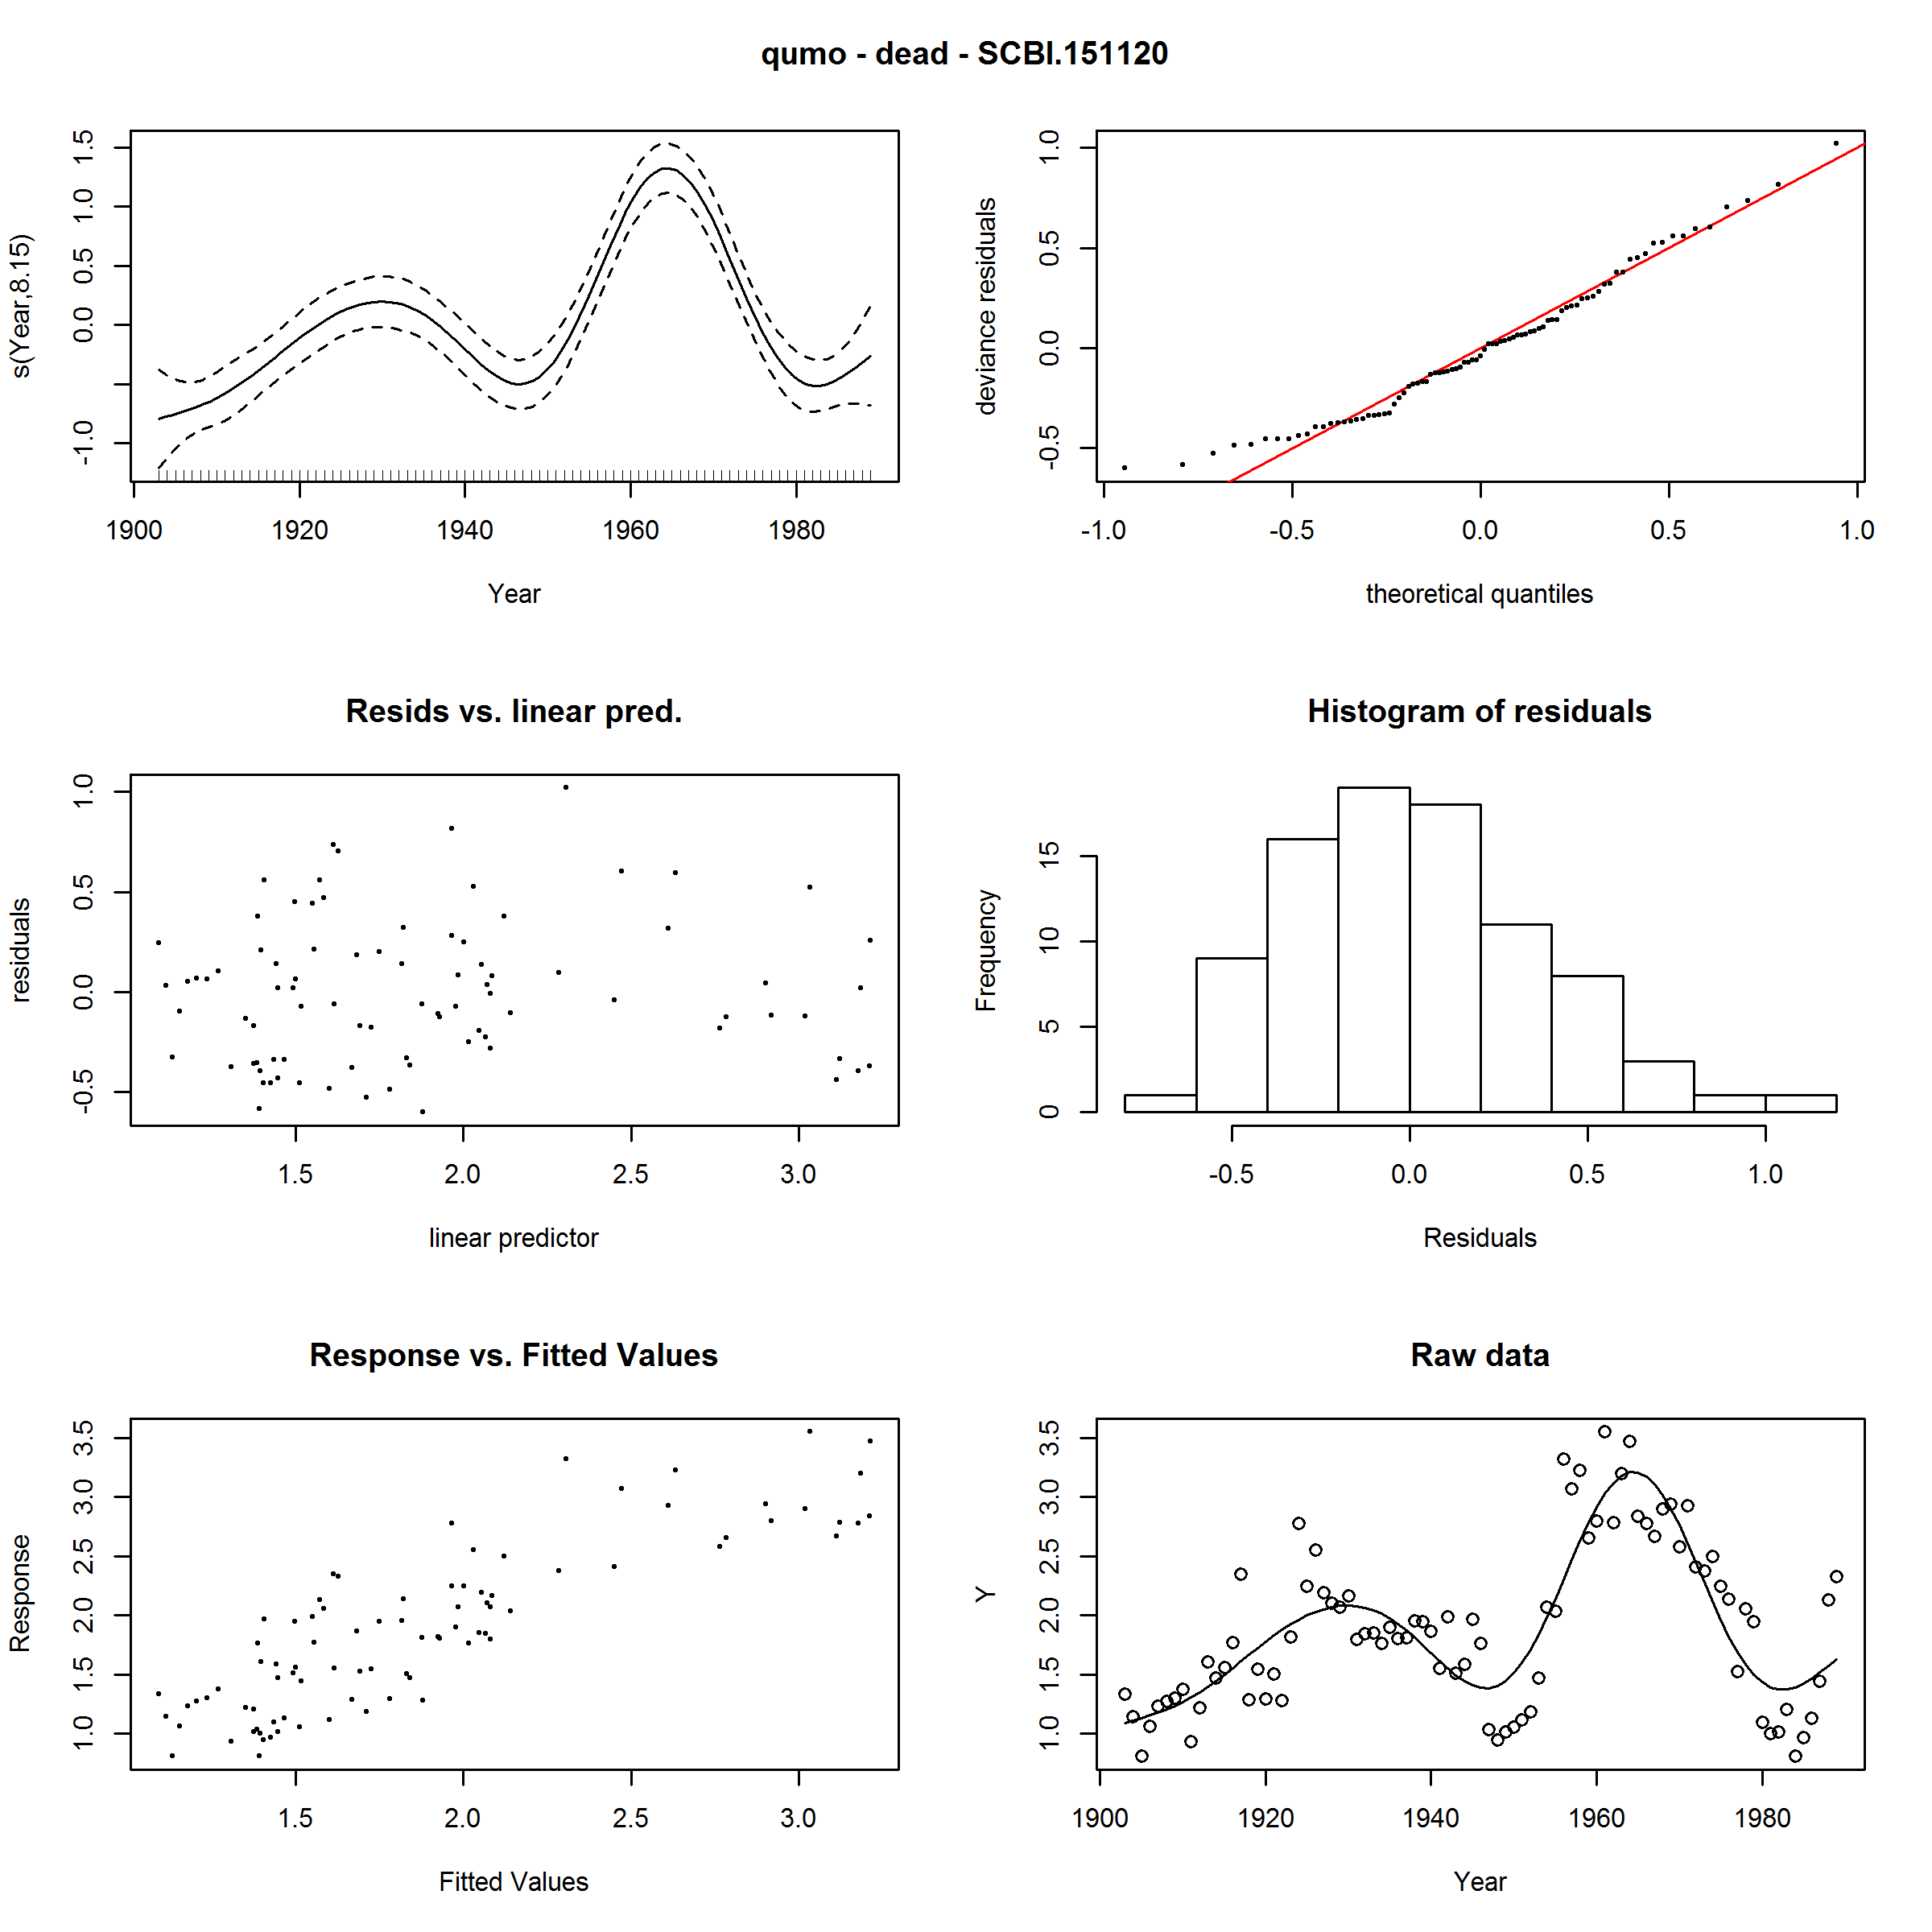 qumo - dead - SCBI.151120
s(Year,8.15)
-1.0 0.0 0.5 1.0 1.5
1900 1920 1940 1960 1980
Year
deviance residuals
-0.5 0.0 0.5 1.0
-1.0 -0.5 0.0 0.5 1.0
theoretical quantiles
Resids vs. linear pred.
residuals
-0.5 0.0 0.5 1.0
1.5 2.0 2.5 3.0
linear predictor
Histogram of residuals
Frequency
0 5 10 15
-0.5 0.0 0.5 1.0
Residuals
Response vs. Fitted Values
Response
1.0 1.5 2.0 2.5 3.0 3.5
1.5 2.0 2.5 3.0
Fitted Values
Raw data
Y
1.0 1.5 2.0 2.5 3.0 3.5
1900 1920 1940 1960 1980
Year